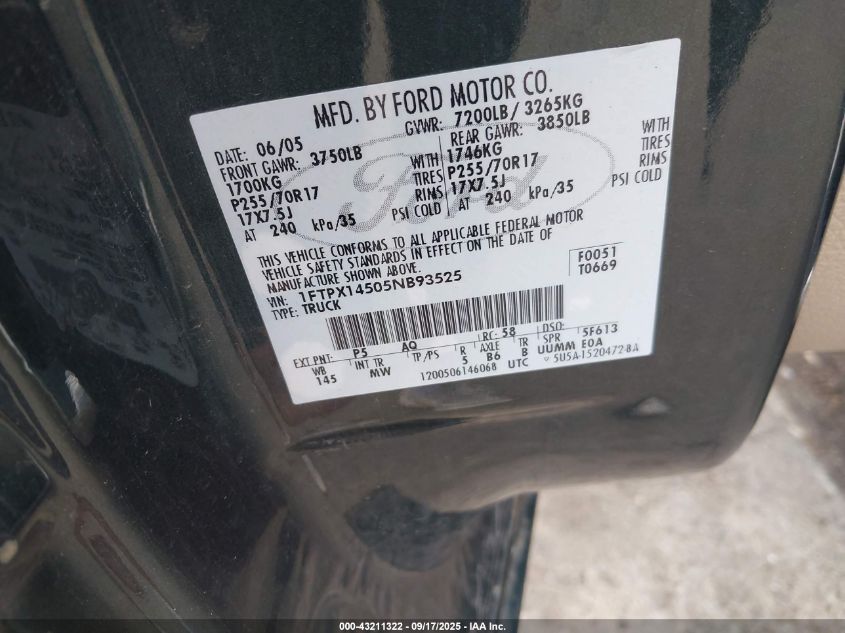 MFD. BY FORD MOTOR CO.
DATE: 06/05 GVWR: 7200LB/ 3265KG
FRONT GAWR: 3750LB REAR GAWR: 3850LB
1700KG WITH 1746KG WITH
P255/70R17 TIRES P255/70R17 TIRES
17X7.5J RIMS 17X7.5J RIMS
AT 240 kPa/35 PSI COLD AT 240 kPa/35 PSI COLD
Ford
THIS VEHICLE CONFORMS TO ALL APPLICABLE FEDERAL MOTOR
VEHICLE SAFETY STANDARDS IN EFFECT ON THE DATE OF
MANUFACTURE SHOWN ABOVE.
VIN: 1FTPX14505NB93525 F0051
TYPE: TRUCK T0669
EXT PNT: P5 AQ RC: 58 DSO: 5F613
WB INT TR TP/PS R AXLE TR SPR
145 MW 5 B6 B UUMM E0A
1200506146068 UTC 5U5A-1520472-BA
000-43211322 - 09/17/2025 - IAA Inc.